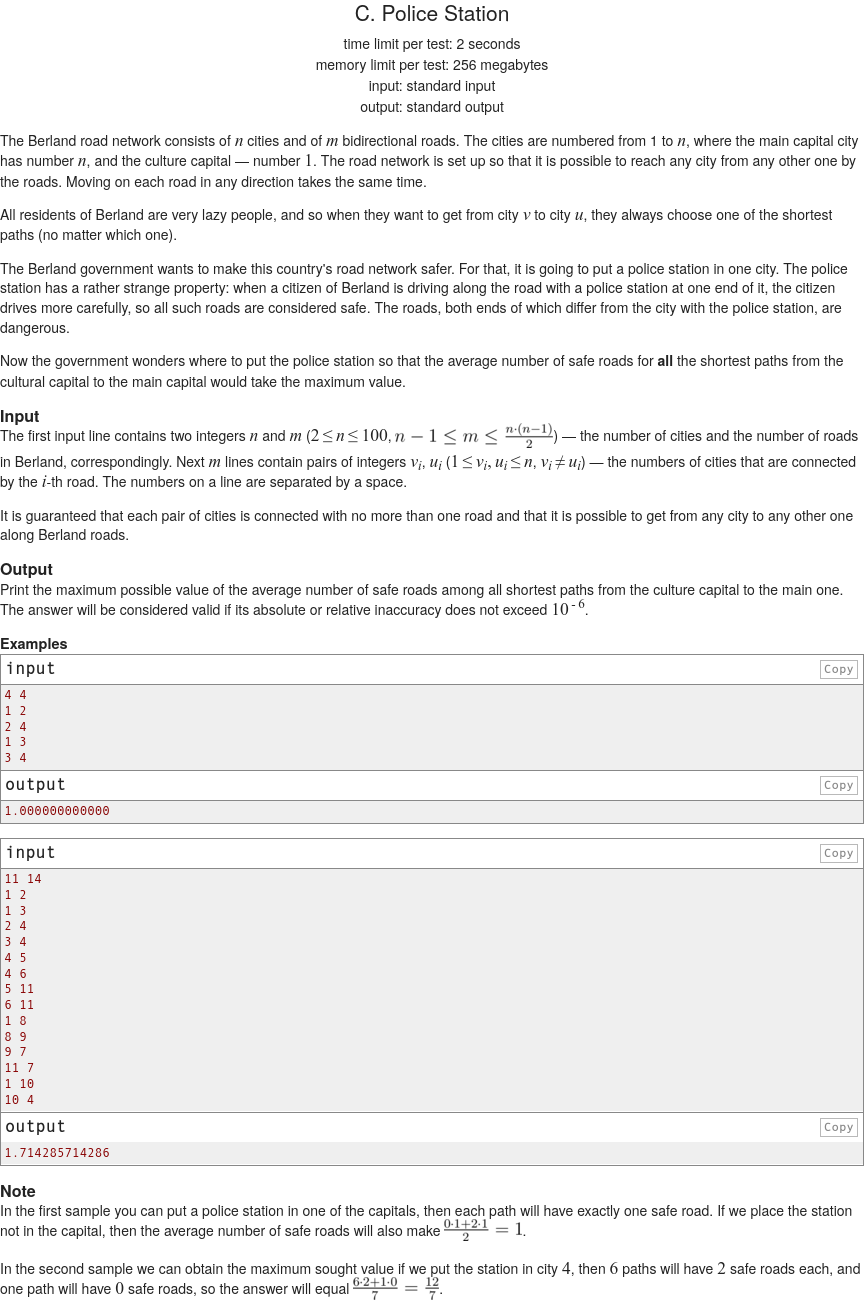 C. Police Station
time limit per test: 2 seconds
memory limit per test: 256 megabytes
input: standard input
output: standard output
The Berland road network consists of n cities and of m bidirectional roads. The cities are numbered from 1 to n, where the main capital city
has number n, and the culture capital — number 1. The road network is set up so that it is possible to reach any city from any other one by
the roads. Moving on each road in any direction takes the same time.
All residents of Berland are very lazy people, and so when they want to get from city v to city u, they always choose one of the shortest
paths (no matter which one).
The Berland government wants to make this country's road network safer. For that, it is going to put a police station in one city. The police
station has a rather strange property: when a citizen of Berland is driving along the road with a police station at one end of it, the citizen
drives more carefully, so all such roads are considered safe. The roads, both ends of which differ from the city with the police station, are
dangerous.
Now the government wonders where to put the police station so that the average number of safe roads for all the shortest paths from the
cultural capital to the main capital would take the maximum value.
Input
The first input line contains two integers n and m (2 ≤ n ≤ 100, n − 1 ≤ m ≤ n·(n−1)/2) — the number of cities and the number of roads
in Berland, correspondingly. Next m lines contain pairs of integers vᵢ, uᵢ (1 ≤ vᵢ, uᵢ ≤ n, vᵢ ≠ uᵢ) — the numbers of cities that are connected
by the i-th road. The numbers on a line are separated by a space.
It is guaranteed that each pair of cities is connected with no more than one road and that it is possible to get from any city to any other one
along Berland roads.
Output
Print the maximum possible value of the average number of safe roads among all shortest paths from the culture capital to the main one.
The answer will be considered valid if its absolute or relative inaccuracy does not exceed 10⁻⁶.
Examples
input Copy
4 4
1 2
2 4
1 3
3 4
output Copy
1.000000000000
input Copy
11 14
1 2
1 3
2 4
3 4
4 5
4 6
5 11
6 11
1 8
8 9
9 7
11 7
1 10
10 4
output Copy
1.714285714286
Note
In the first sample you can put a police station in one of the capitals, then each path will have exactly one safe road. If we place the station
not in the capital, then the average number of safe roads will also make (0·1+2·1)/2 = 1.
In the second sample we can obtain the maximum sought value if we put the station in city 4, then 6 paths will have 2 safe roads each, and
one path will have 0 safe roads, so the answer will equal (6·2+1·0)/7 = 12/7.